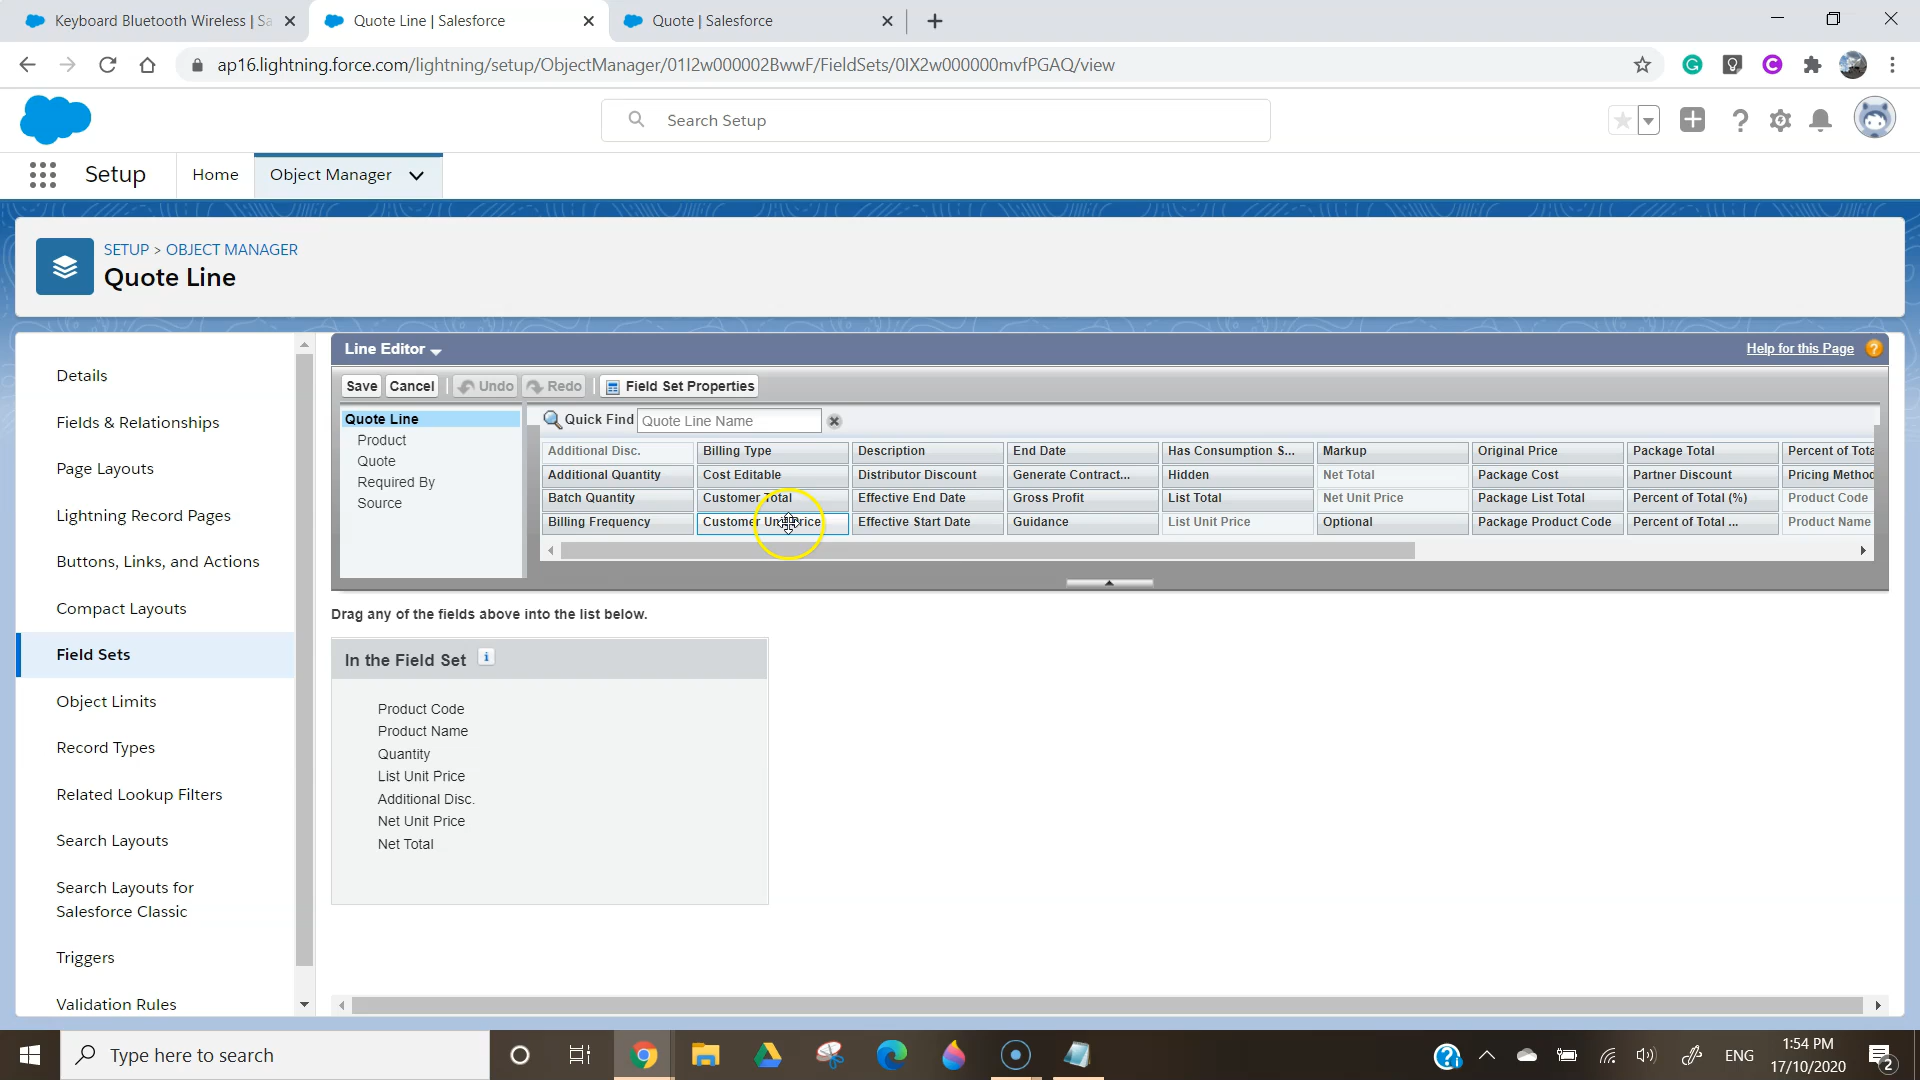 Keyboard Bluetooth Wireless | Sa
Quote Line | Salesforce
Quote | Salesforce
ap16.lightning.force.com/lightning/setup/ObjectManager/01I2w000002BwwF/FieldSets/0IX2w000000mvfPGAQ/view
Search Setup
Setup
Home
Object Manager
SETUP > OBJECT MANAGER
Quote Line
Details
Fields & Relationships
Page Layouts
Lightning Record Pages
Buttons, Links, and Actions
Compact Layouts
Field Sets
Object Limits
Record Types
Related Lookup Filters
Search Layouts
Search Layouts for
Salesforce Classic
Triggers
Validation Rules
Line Editor
Help for this Page
Save Cancel Undo Redo Field Set Properties
Quote Line
Product
Quote
Required By
Source
Quick Find Quote Line Name
Additional Disc. Billing Type Description End Date Has Consumption S... Markup Original Price Package Total Percent of Tota
Additional Quantity Cost Editable Distributor Discount Generate Contract... Hidden Net Total Package Cost Partner Discount Pricing Method
Batch Quantity Customer Total Effective End Date Gross Profit List Total Net Unit Price Package List Total Percent of Total (%) Product Code
Billing Frequency Customer Unit Price Effective Start Date Guidance List Unit Price Optional Package Product Code Percent of Total ... Product Name
Drag any of the fields above into the list below.
In the Field Set
Product Code
Product Name
Quantity
List Unit Price
Additional Disc.
Net Unit Price
Net Total
Type here to search
ENG
1:54 PM
17/10/2020
2